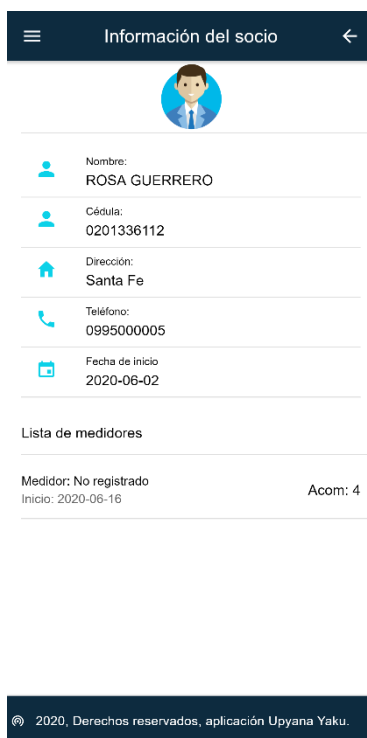 Información del socio
Nombre:
ROSA GUERRERO
Cédula:
0201336112
Dirección:
Santa Fe
Teléfono:
0995000005
Fecha de inicio
2020-06-02
Lista de medidores
Medidor: No registrado
Inicio: 2020-06-16
Acom: 4
2020, Derechos reservados, aplicación Upyana Yaku.